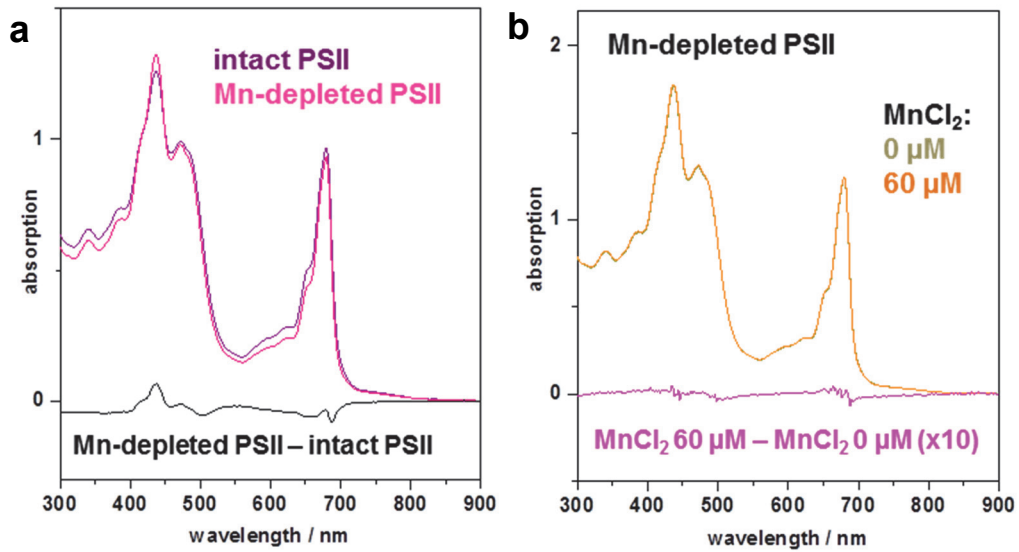 a
intact PSII
Mn-depleted PSII
1
0
absorption
Mn-depleted PSII – intact PSII
300 400 500 600 700 800 900
wavelength / nm
b
Mn-depleted PSII
MnCl₂:
0 µM
60 µM
2
1
0
absorption
MnCl₂ 60 µM – MnCl₂ 0 µM (x10)
300 400 500 600 700 800 900
wavelength / nm